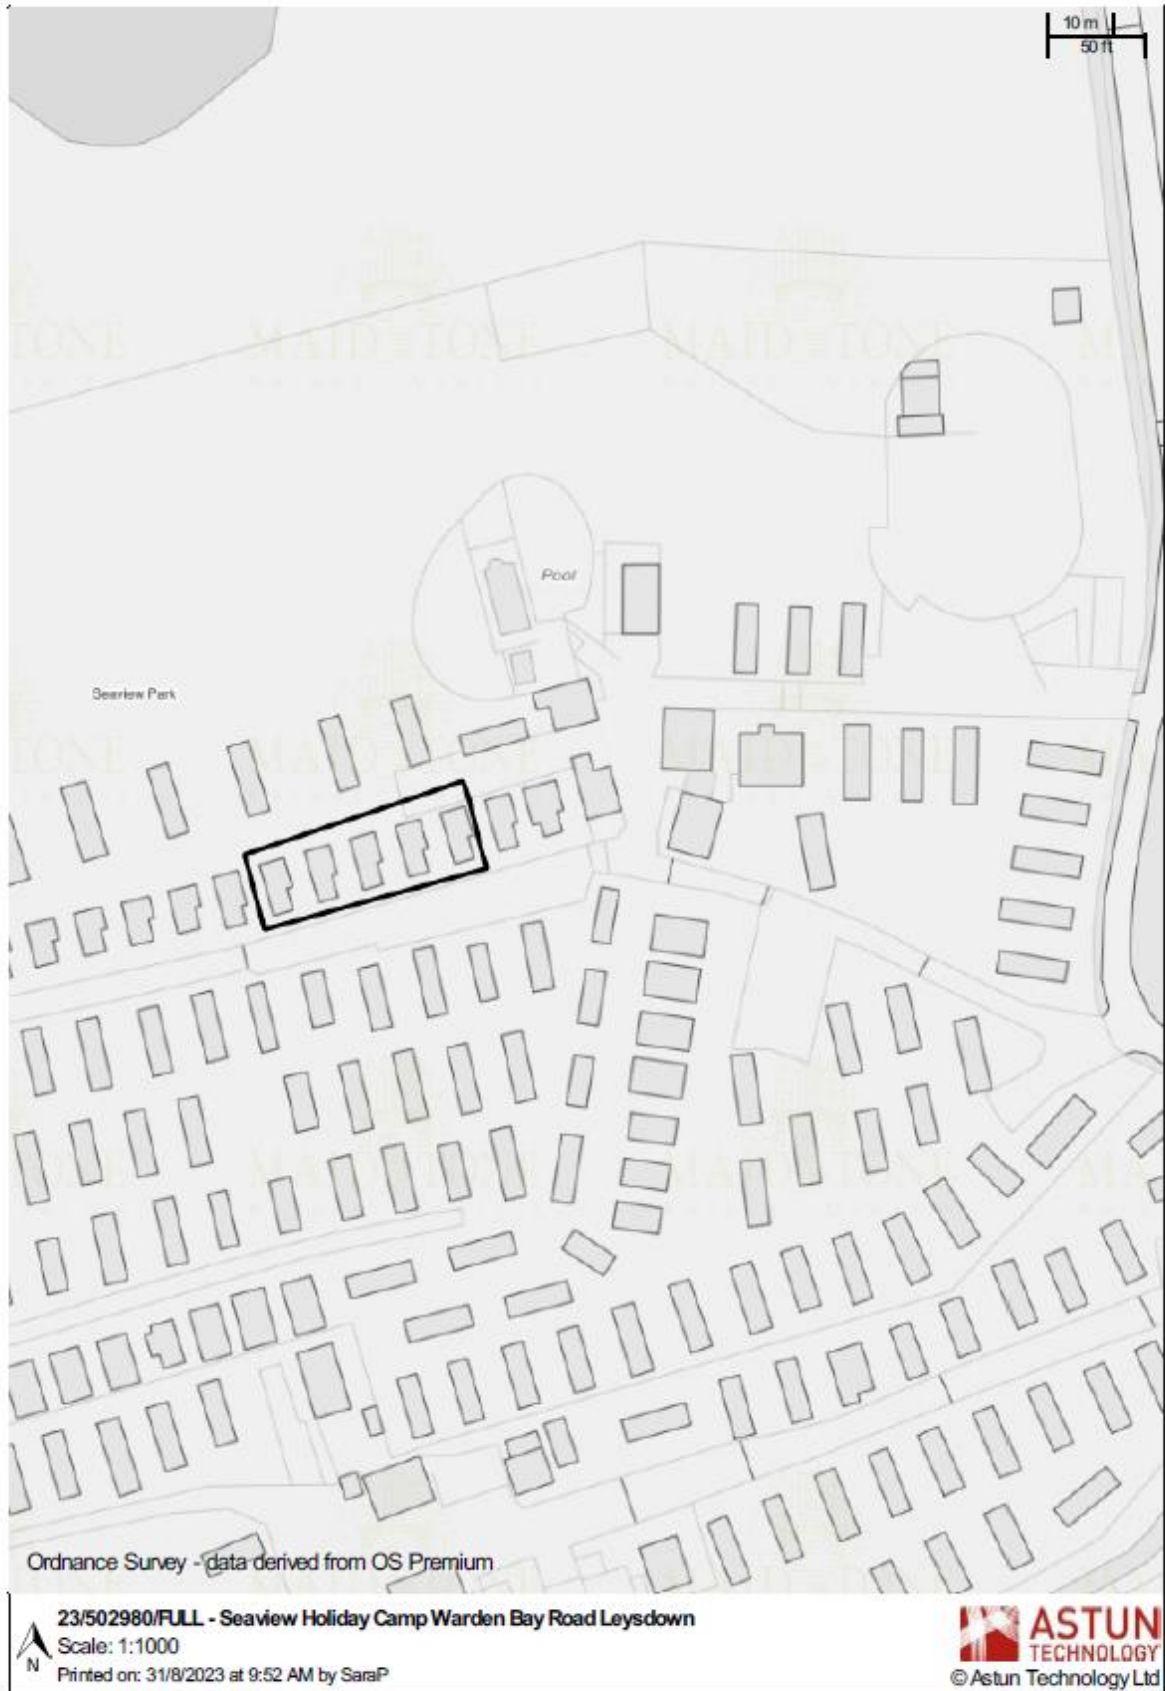 10 m
50 ft
MAIDSTONE
Pool
Seaview Park
Ordnance Survey - data derived from OS Premium
23/502980/FULL - Seaview Holiday Camp Warden Bay Road Leysdown
Scale: 1:1000
N
Printed on: 31/8/2023 at 9:52 AM by SaraP
ASTUN
TECHNOLOGY
© Astun Technology Ltd